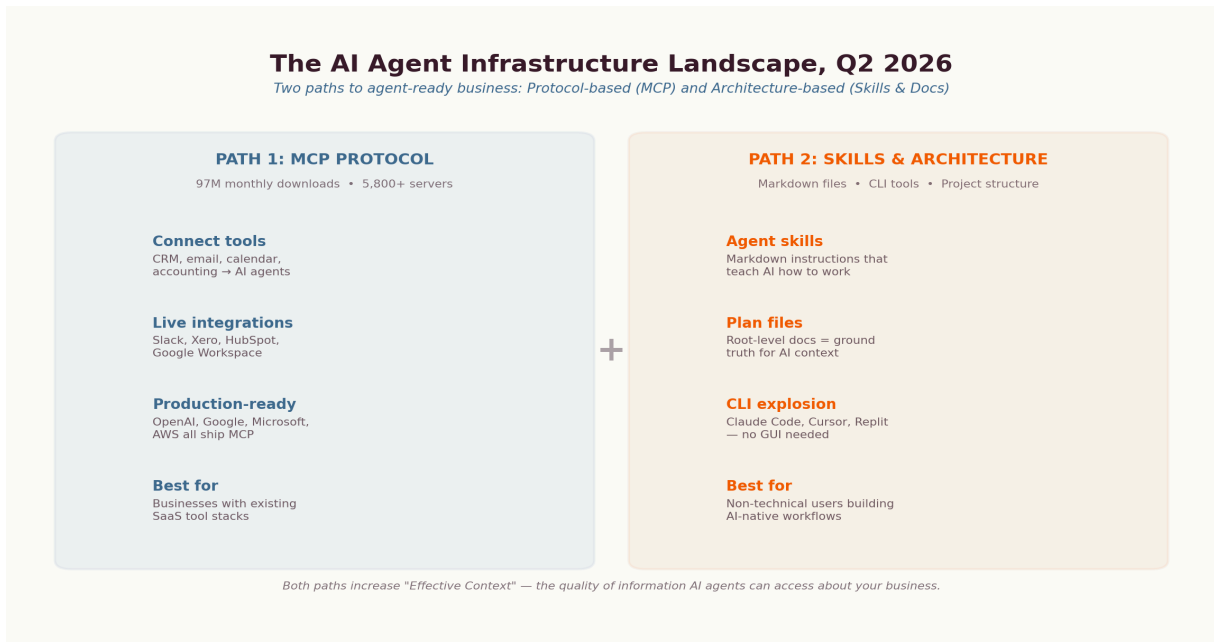 The AI Agent Infrastructure Landscape, Q2 2026
Two paths to agent-ready business: Protocol-based (MCP) and Architecture-based (Skills & Docs)
PATH 1: MCP PROTOCOL
97M monthly downloads • 5,800+ servers
Connect tools
CRM, email, calendar,
accounting → AI agents
Live integrations
Slack, Xero, HubSpot,
Google Workspace
Production-ready
OpenAI, Google, Microsoft,
AWS all ship MCP
Best for
Businesses with existing
SaaS tool stacks
+
PATH 2: SKILLS & ARCHITECTURE
Markdown files • CLI tools • Project structure
Agent skills
Markdown instructions that
teach AI how to work
Plan files
Root-level docs = ground
truth for AI context
CLI explosion
Claude Code, Cursor, Replit
— no GUI needed
Best for
Non-technical users building
AI-native workflows
Both paths increase "Effective Context" — the quality of information AI agents can access about your business.